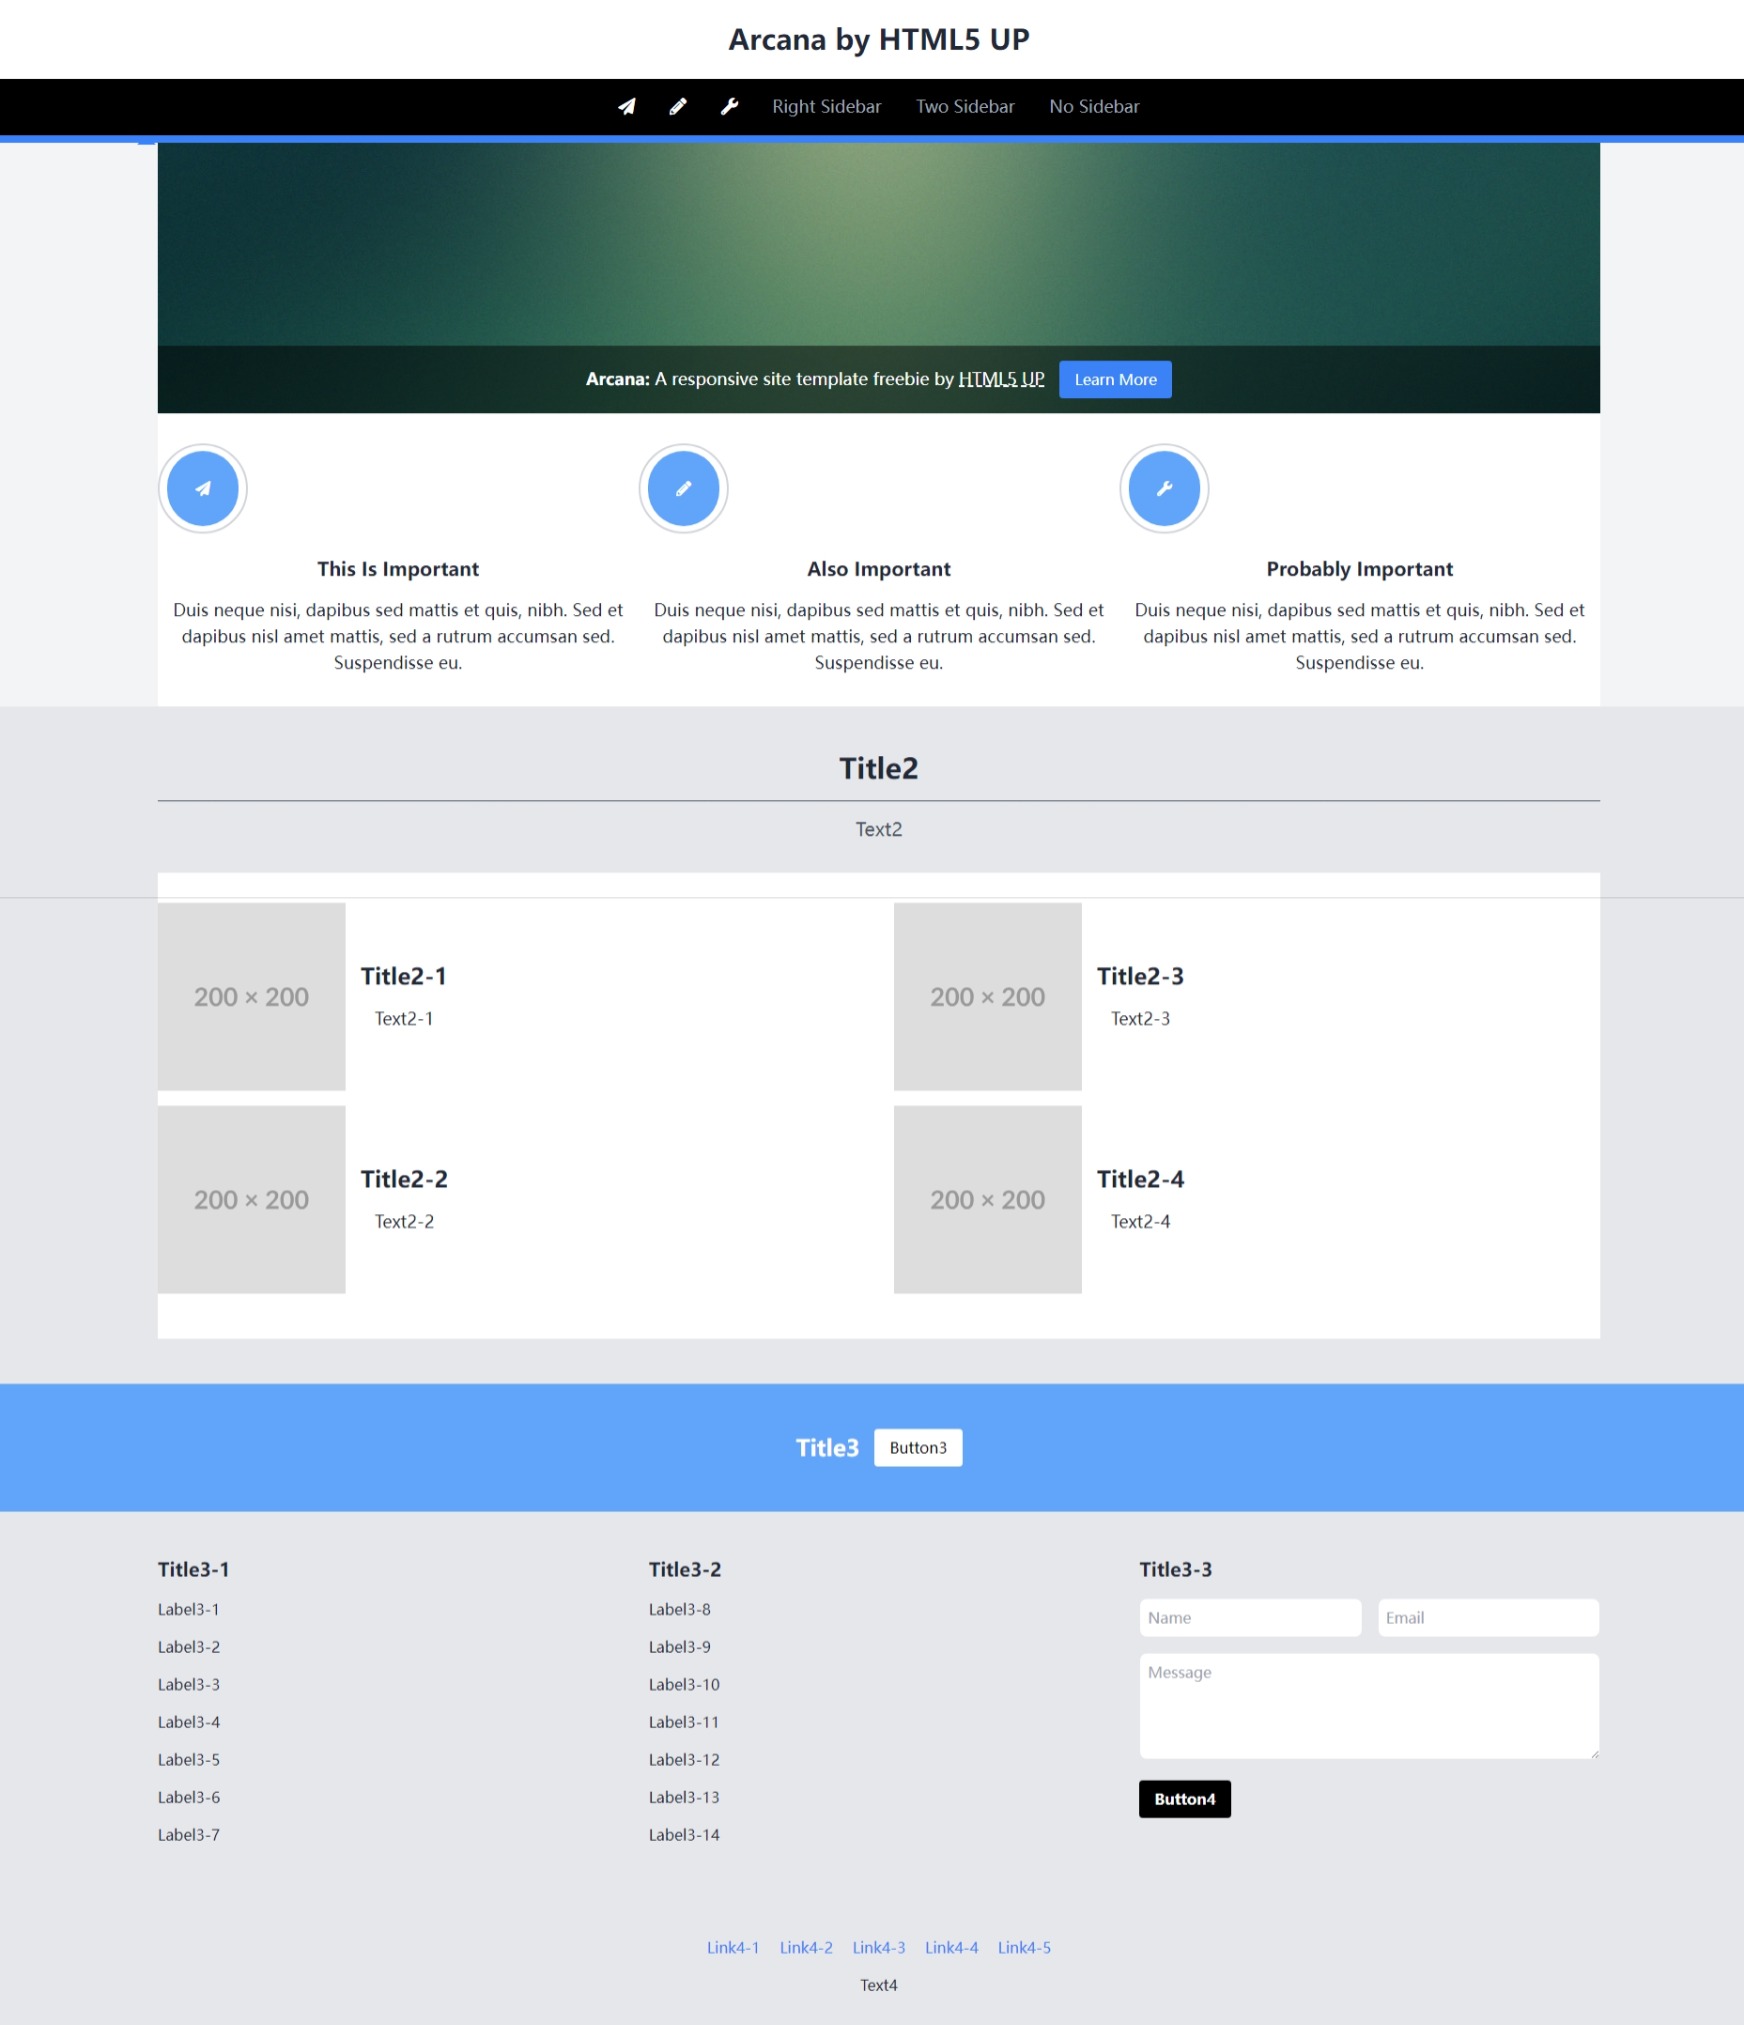 Arcana by HTML5 UP
Right Sidebar Two Sidebar No Sidebar
Arcana: A responsive site template freebie by HTML5 UP Learn More
This Is Important
Duis neque nisi, dapibus sed mattis et quis, nibh. Sed et
dapibus nisl amet mattis, sed a rutrum accumsan sed.
Suspendisse eu.
Also Important
Duis neque nisi, dapibus sed mattis et quis, nibh. Sed et
dapibus nisl amet mattis, sed a rutrum accumsan sed.
Suspendisse eu.
Probably Important
Duis neque nisi, dapibus sed mattis et quis, nibh. Sed et
dapibus nisl amet mattis, sed a rutrum accumsan sed.
Suspendisse eu.
Title2
Text2
200 × 200
Title2-1
Text2-1
200 × 200
Title2-3
Text2-3
200 × 200
Title2-2
Text2-2
200 × 200
Title2-4
Text2-4
Title3 Button3
Title3-1
Label3-1
Label3-2
Label3-3
Label3-4
Label3-5
Label3-6
Label3-7
Title3-2
Label3-8
Label3-9
Label3-10
Label3-11
Label3-12
Label3-13
Label3-14
Title3-3
Name Email
Message
Button4
Link4-1 Link4-2 Link4-3 Link4-4 Link4-5
Text4